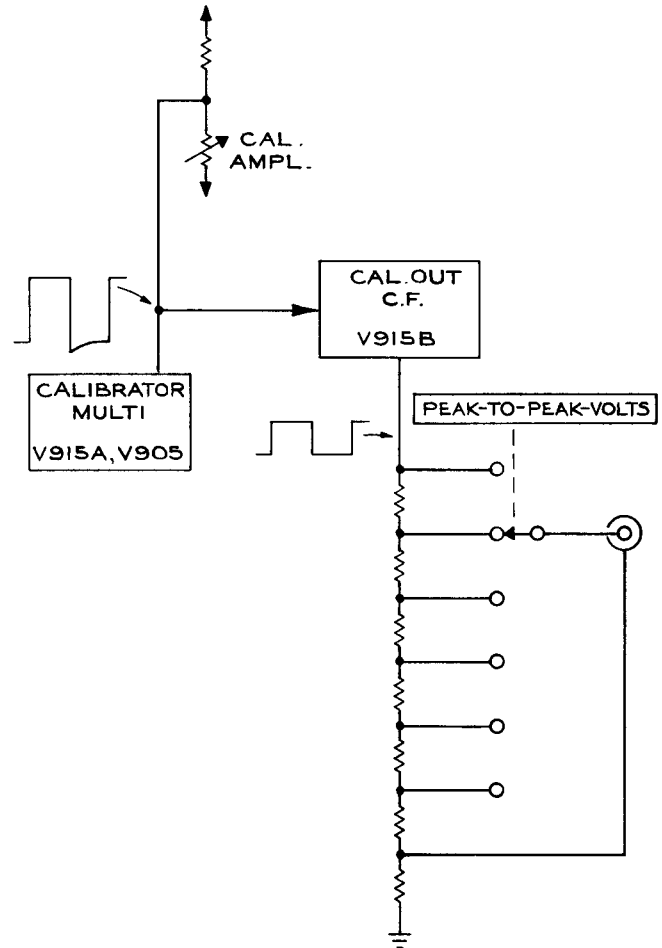 CAL.
AMPL.
CAL.OUT
C.F.
V915B
CALIBRATOR
MULTI
V915A, V905
PEAK-TO-PEAK-VOLTS